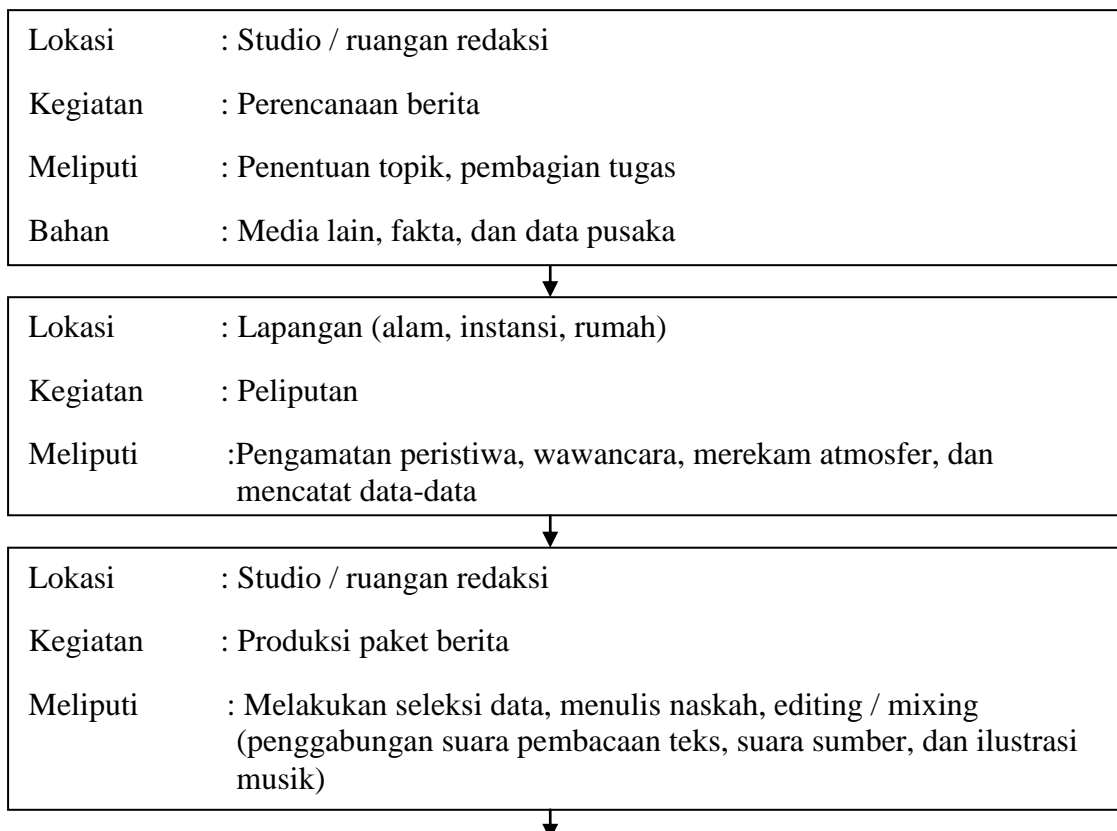 Lokasi : Studio / ruangan redaksi
Kegiatan : Perencanaan berita
Meliputi : Penentuan topik, pembagian tugas
Bahan : Media lain, fakta, dan data pusaka
Lokasi : Lapangan (alam, instansi, rumah)
Kegiatan : Peliputan
Meliputi :Pengamatan peristiwa, wawancara, merekam atmosfer, dan
mencatat data-data
Lokasi : Studio / ruangan redaksi
Kegiatan : Produksi paket berita
Meliputi : Melakukan seleksi data, menulis naskah, editing / mixing
(penggabungan suara pembacaan teks, suara sumber, dan ilustrasi
musik)